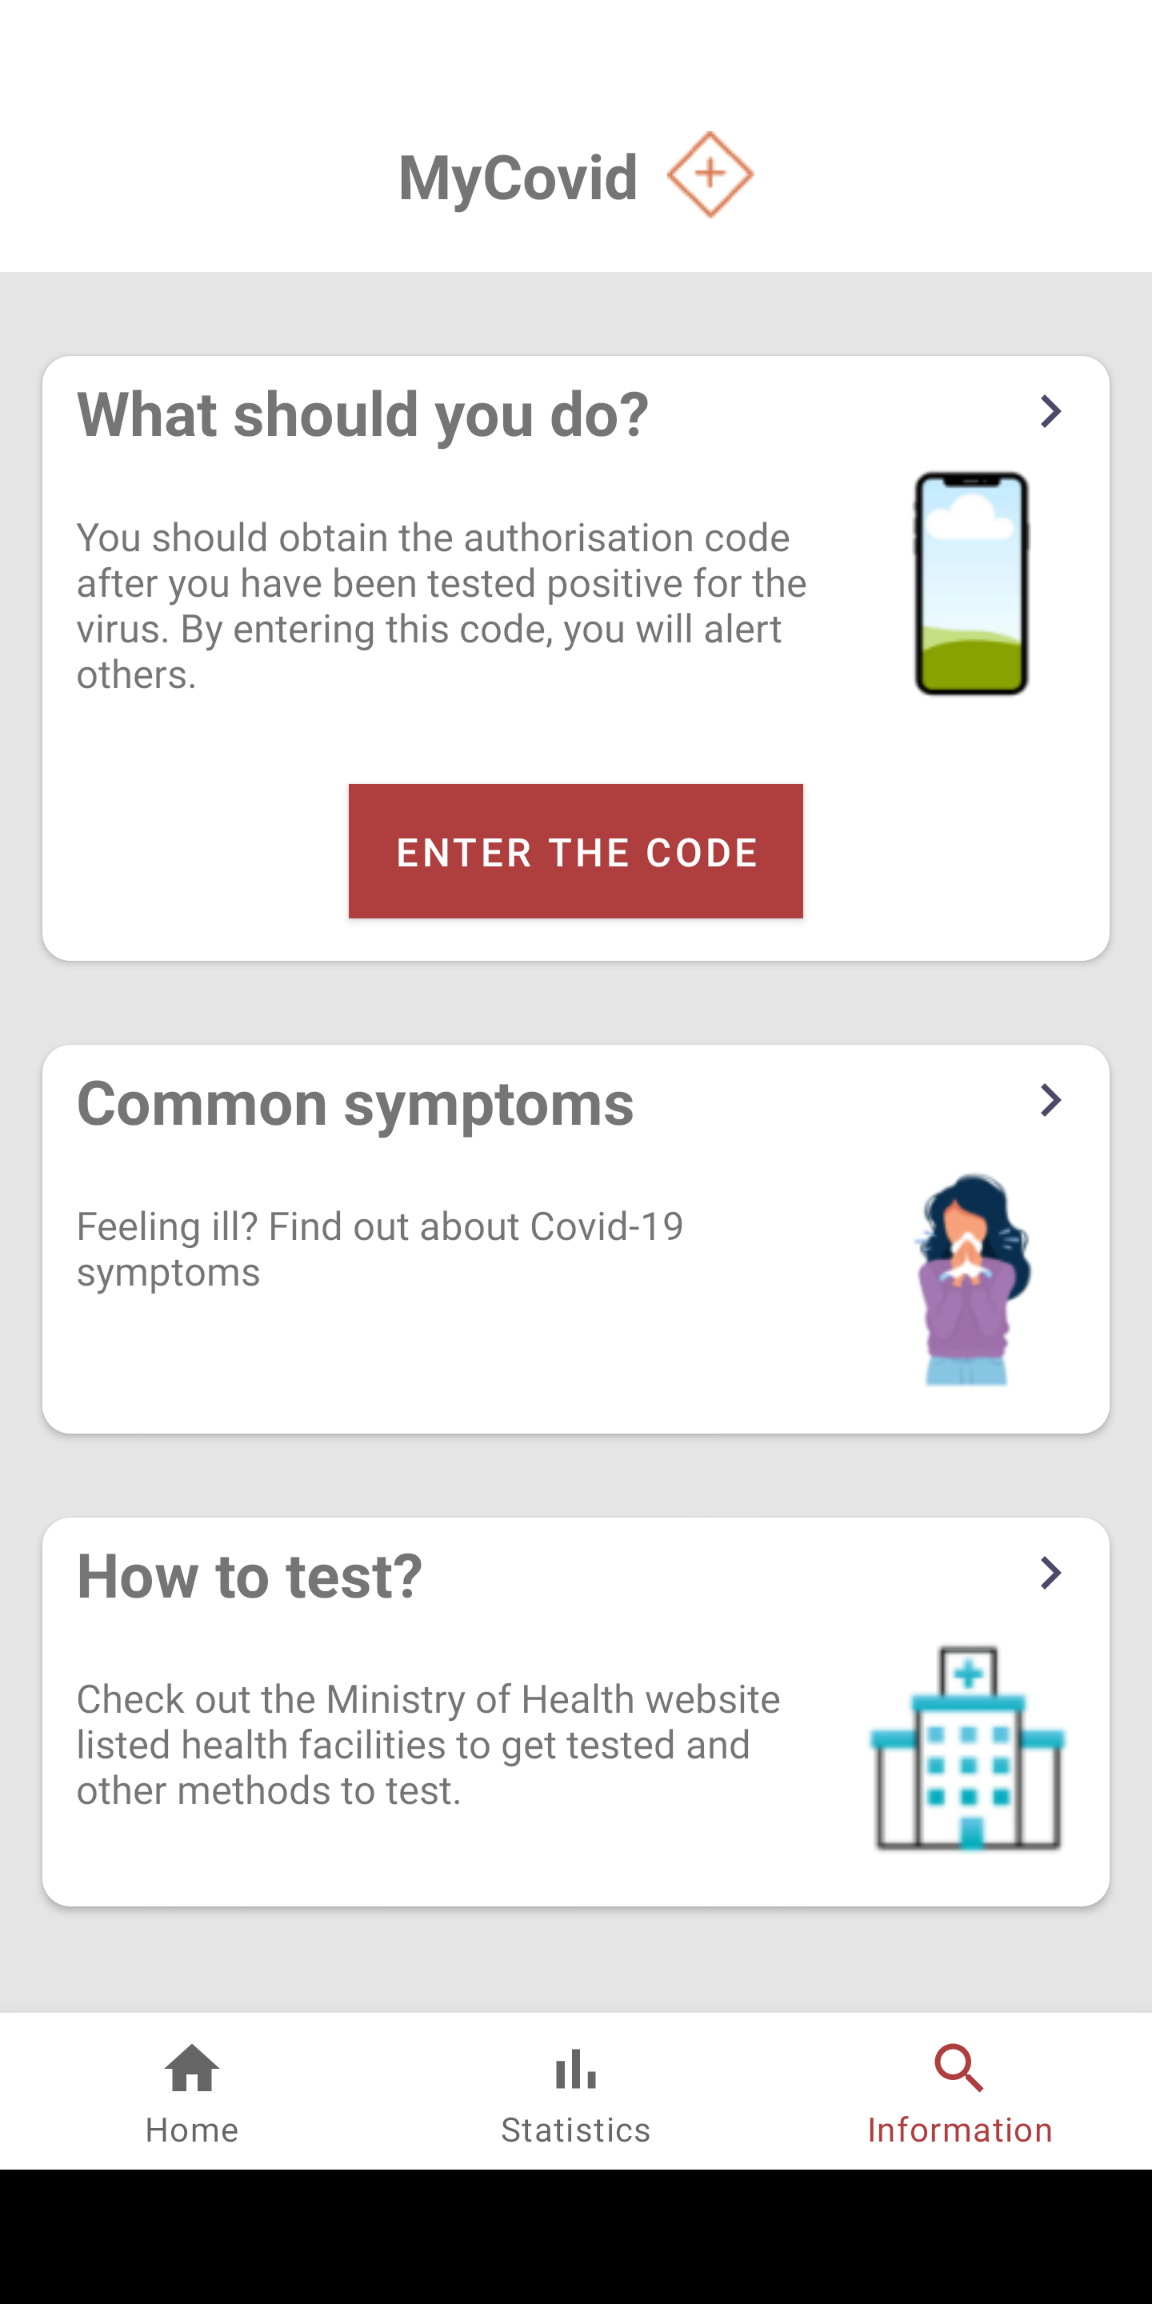 MyCovid
What should you do?
You should obtain the authorisation code
after you have been tested positive for the
virus. By entering this code, you will alert
others.
ENTER THE CODE
Common symptoms
Feeling ill? Find out about Covid-19
symptoms
How to test?
Check out the Ministry of Health website
listed health facilities to get tested and
other methods to test.
Home
Statistics
Information